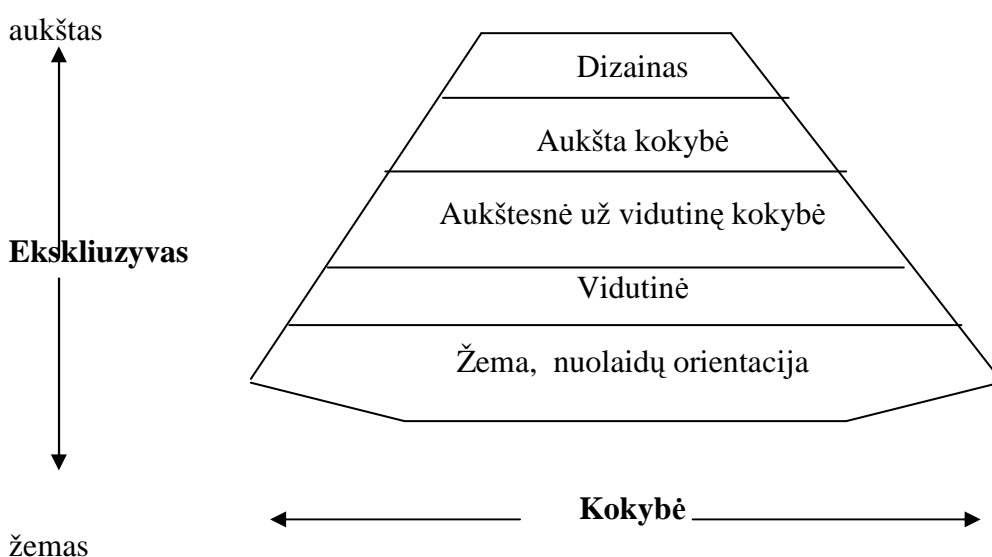 aukštas
Dizainas
Aukšta kokybė
Aukštesnė už vidutinę kokybė
Ekskliuzyvas
Vidutinė
Žema, nuolaidų orientacija
Kokybė
žemas